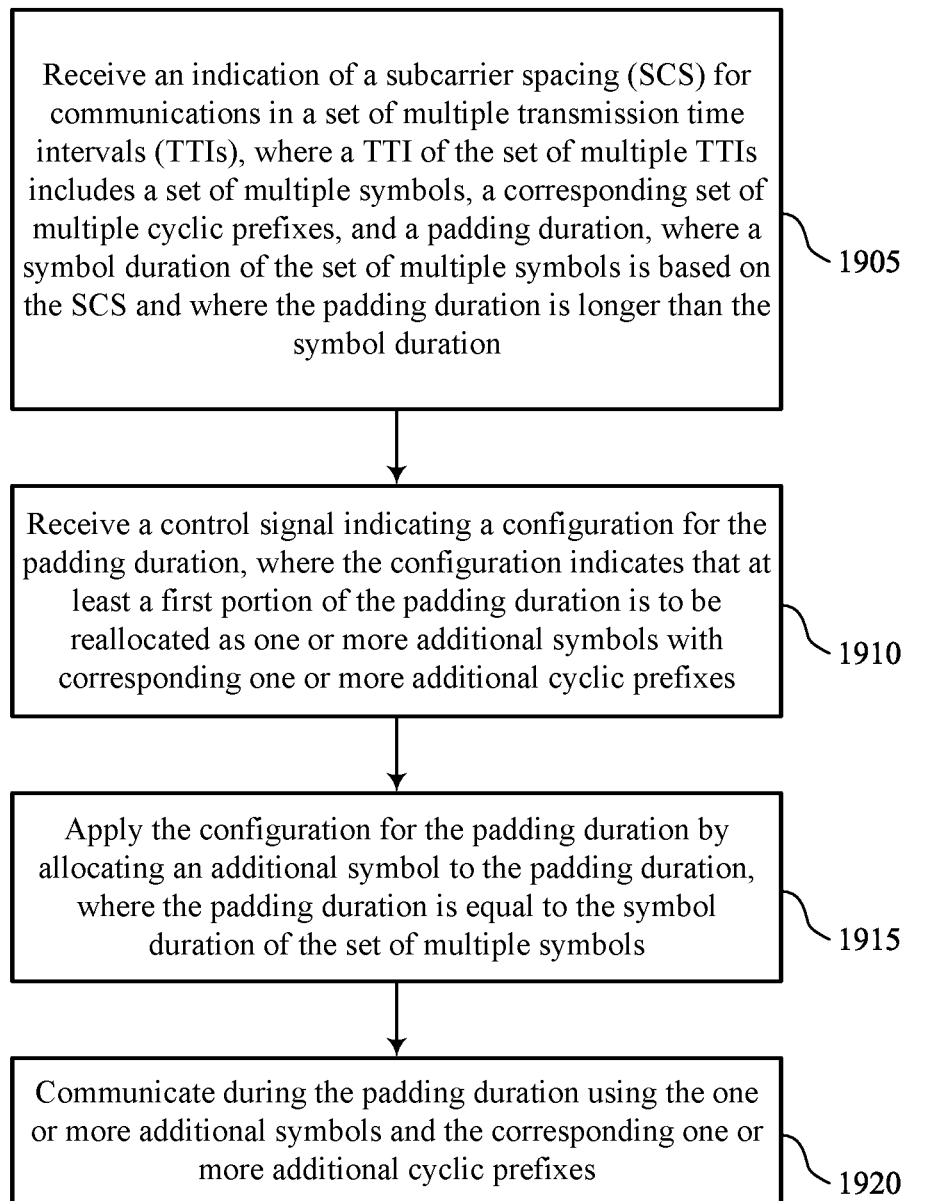 Receive an indication of a subcarrier spacing (SCS) for
communications in a set of multiple transmission time
intervals (TTIs), where a TTI of the set of multiple TTIs
includes a set of multiple symbols, a corresponding set of
multiple cyclic prefixes, and a padding duration, where a
symbol duration of the set of multiple symbols is based on
the SCS and where the padding duration is longer than the
symbol duration
1905
Receive a control signal indicating a configuration for the
padding duration, where the configuration indicates that at
least a first portion of the padding duration is to be
reallocated as one or more additional symbols with
corresponding one or more additional cyclic prefixes
1910
Apply the configuration for the padding duration by
allocating an additional symbol to the padding duration,
where the padding duration is equal to the symbol
duration of the set of multiple symbols
1915
Communicate during the padding duration using the one
or more additional symbols and the corresponding one or
more additional cyclic prefixes
1920